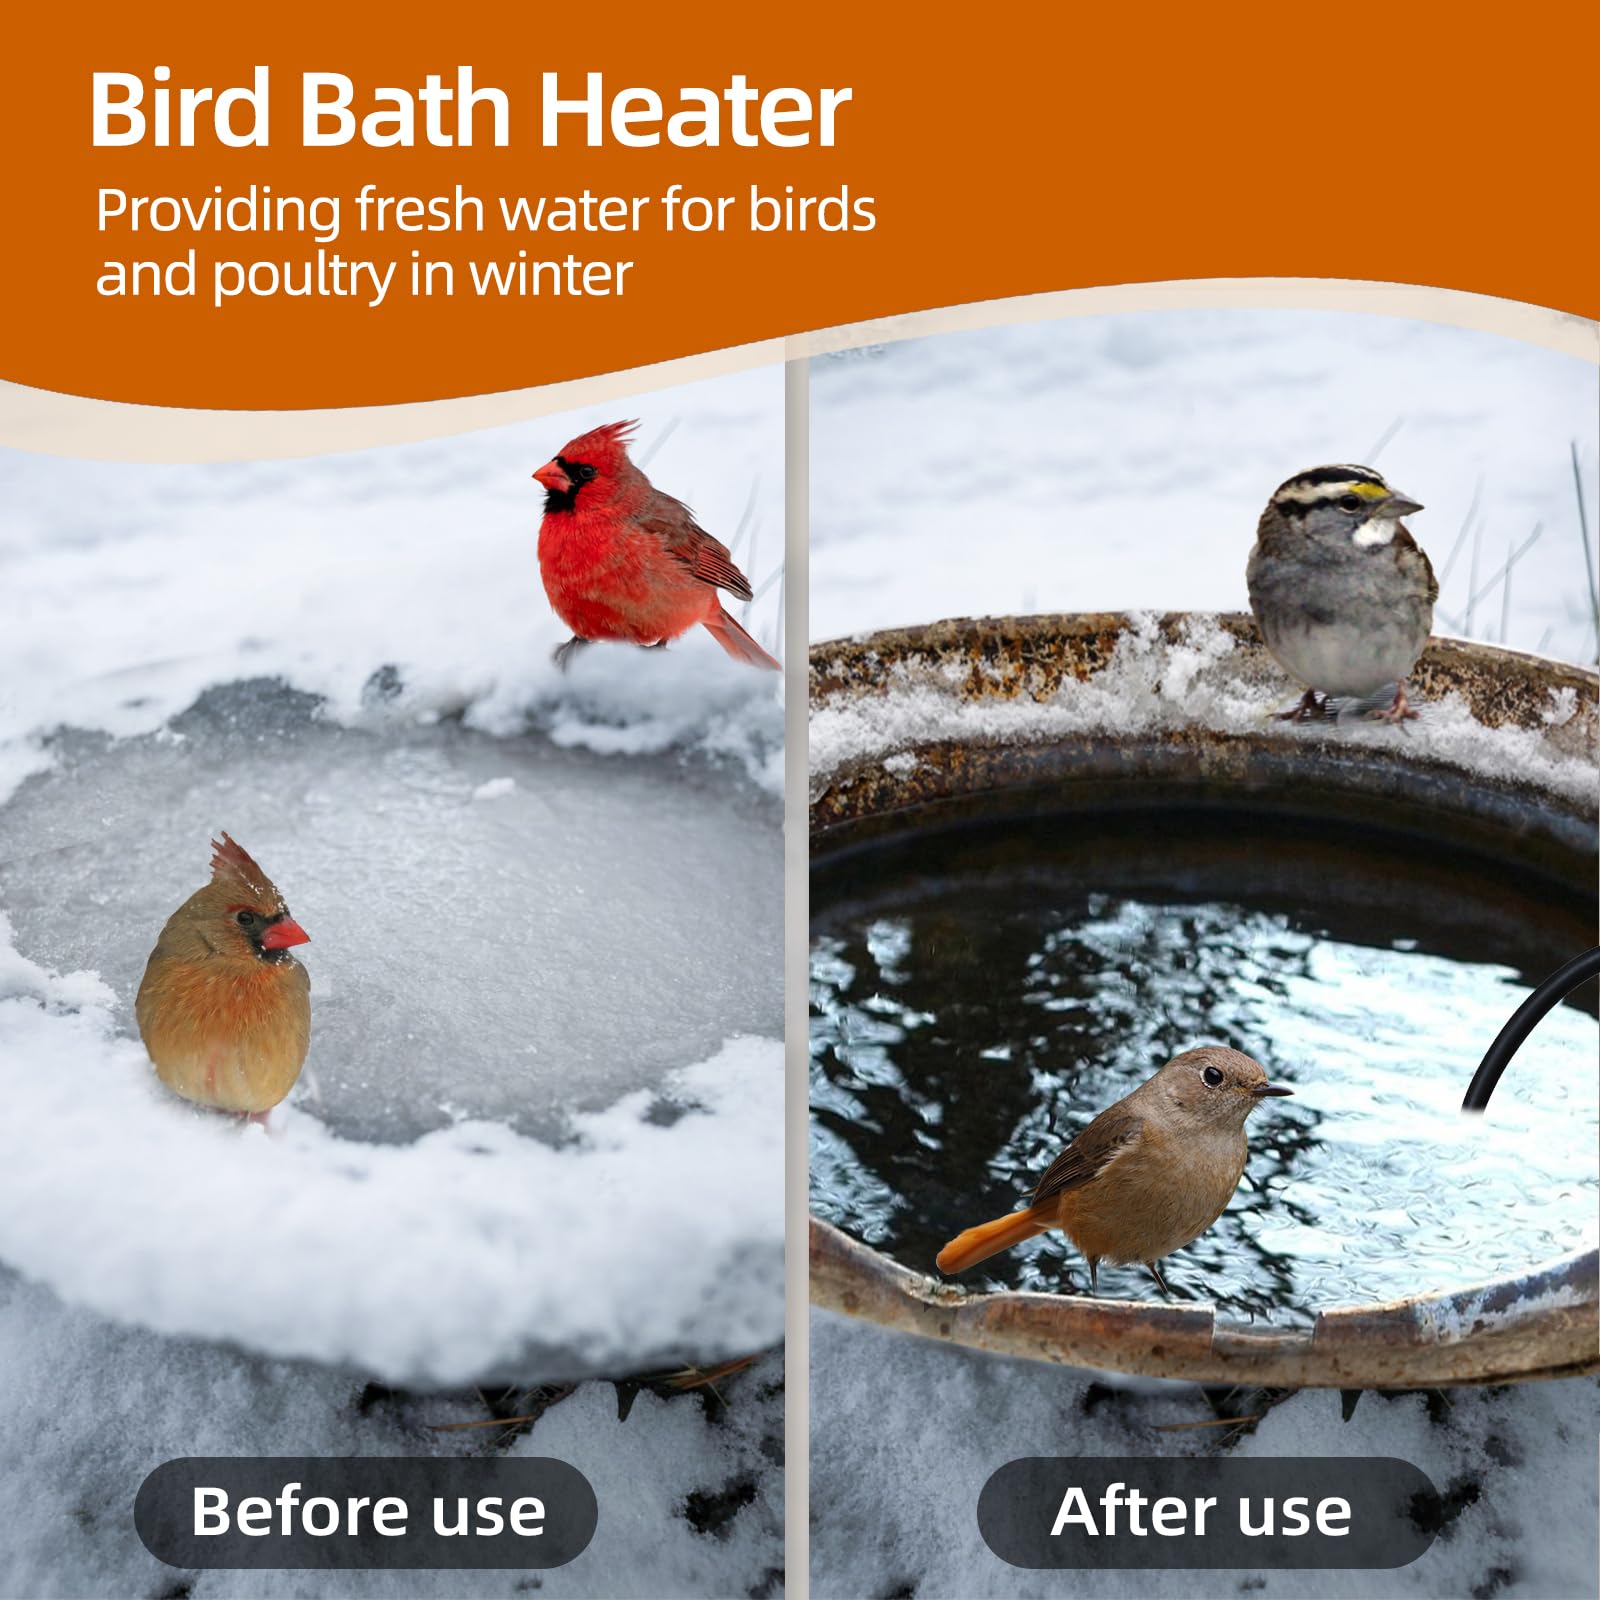 Bird Bath Heater
Providing fresh water for birds
and poultry in winter
Before use
After use